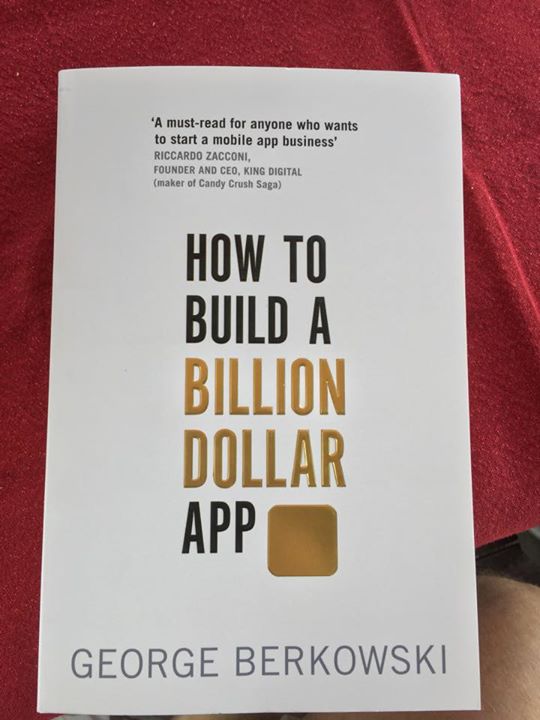 ‘A must-read for anyone who wants
to start a mobile app business’
RICCARDO ZACCONI,
FOUNDER AND CEO, KING DIGITAL
(maker of Candy Crush Saga)
HOW TO
BUILD A
BILLION
DOLLAR
APP
GEORGE BERKOWSKI